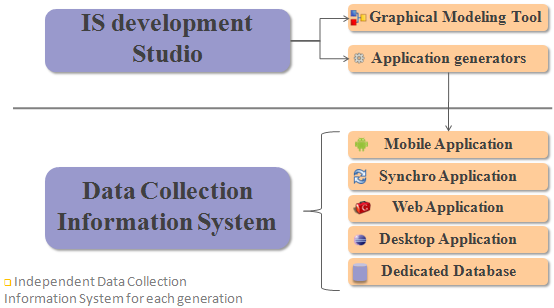 IS development
Studio
Graphical Modeling Tool
Application generators
Data Collection
Information System
Mobile Application
Synchro Application
Web Application
Desktop Application
Dedicated Database
Independent Data Collection
Information System for each generation